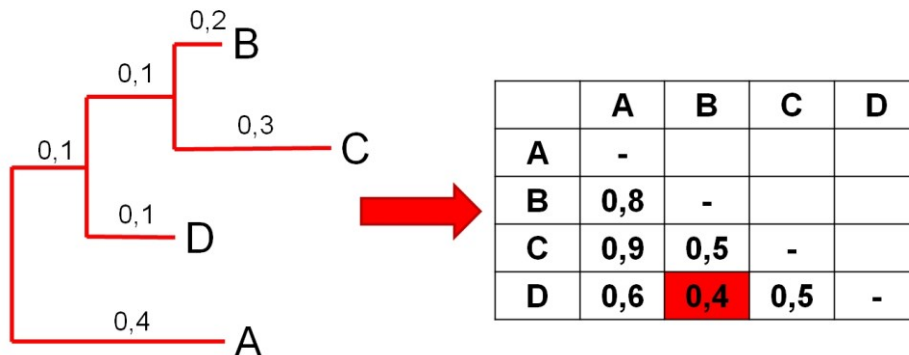 0,2
B
0,1
0,3
C
0,1
0,1
D
0,4
A
A B C D
A -
B 0,8 -
C 0,9 0,5 -
D 0,6 0,4 0,5 -